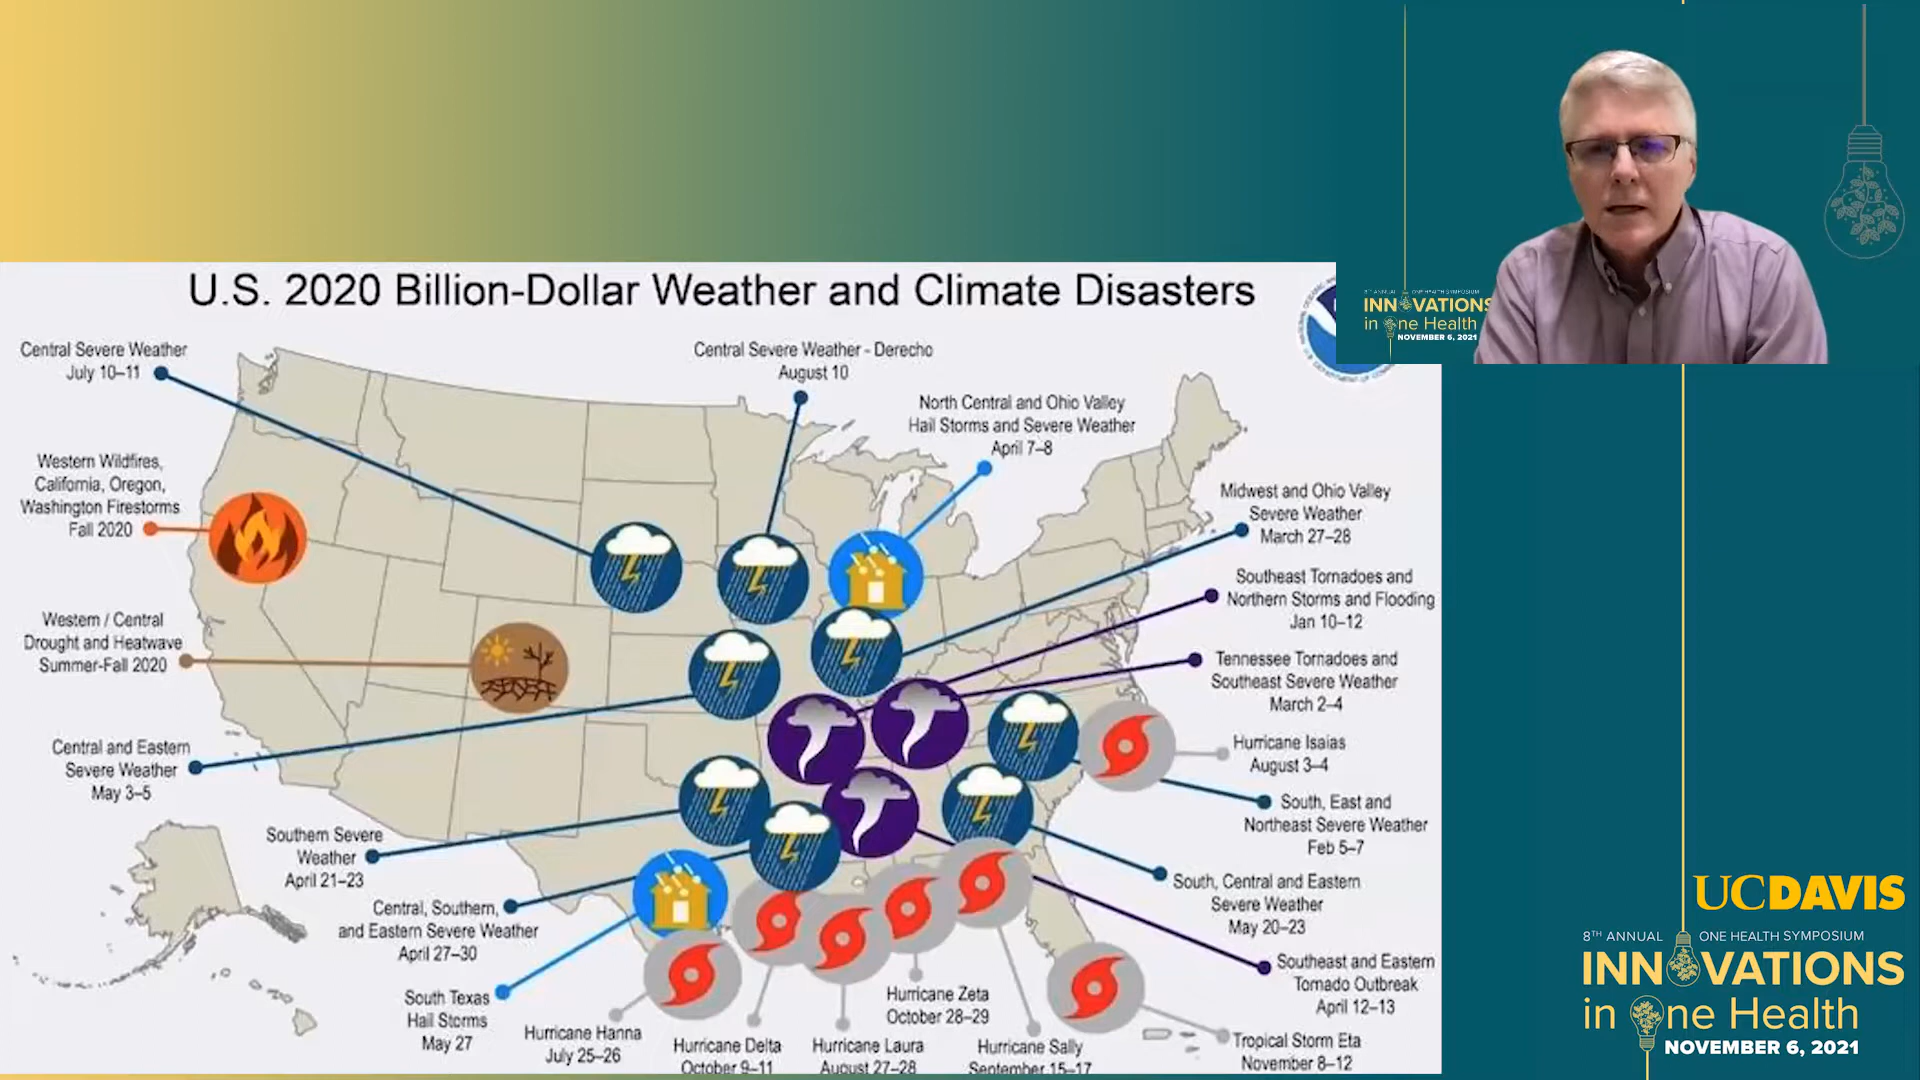 U.S. 2020 Billion-Dollar Weather and Climate Disasters
Central Severe Weather
July 10–11
Central Severe Weather - Derecho
August 10
North Central and Ohio Valley
Hail Storms and Severe Weather
April 7–8
Western Wildfires,
California, Oregon,
Washington Firestorms
Fall 2020
Midwest and Ohio Valley
Severe Weather
March 27–28
Southeast Tornadoes and
Northern Storms and Flooding
Jan 10–12
Western / Central
Drought and Heatwave
Summer-Fall 2020
Tennessee Tornadoes and
Southeast Severe Weather
March 2–4
Hurricane Isaias
August 3–4
Central and Eastern
Severe Weather
May 3–5
South, East and
Northeast Severe Weather
Feb 5–7
Southern Severe
Weather
April 21–23
South, Central and Eastern
Severe Weather
May 20–23
Central, Southern,
and Eastern Severe Weather
April 27–30
Southeast and Eastern
Tornado Outbreak
April 12–13
South Texas
Hail Storms
May 27
Hurricane Hanna
July 25–26
Hurricane Delta
October 9–11
Hurricane Laura
August 27–28
Hurricane Zeta
October 28–29
Hurricane Sally
September 15–17
Tropical Storm Eta
November 8–12
8TH ANNUAL ONE HEALTH SYMPOSIUM
INNOVATIONS
in One Health
NOVEMBER 6, 2021
UCDAVIS
8TH ANNUAL ONE HEALTH SYMPOSIUM
INNOVATIONS
in One Health
NOVEMBER 6, 2021